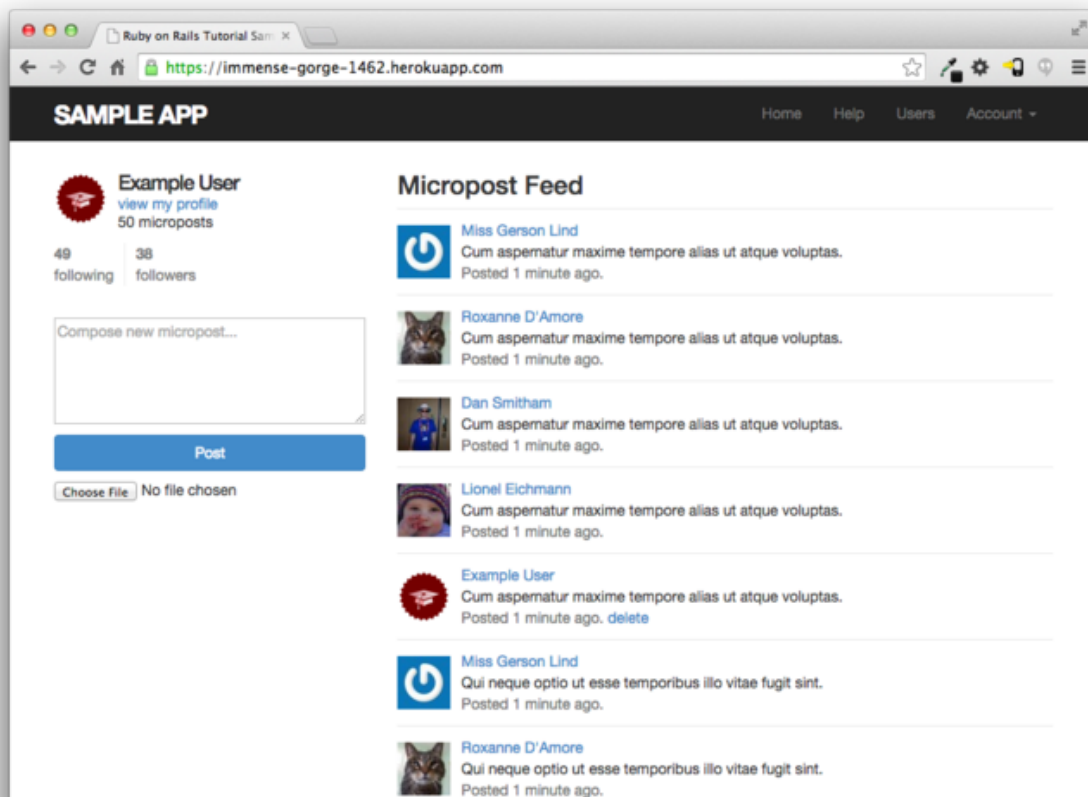 Ruby on Rails Tutorial Sam
https://immense-gorge-1462.herokuapp.com
SAMPLE APP
Home Help Users Account
Example User
view my profile
50 microposts
49 38
following followers
Compose new micropost...
Post
Choose File No file chosen
Micropost Feed
Miss Gerson Lind
Cum aspernatur maxime tempore alias ut atque voluptas.
Posted 1 minute ago.
Roxanne D'Amore
Cum aspernatur maxime tempore alias ut atque voluptas.
Posted 1 minute ago.
Dan Smitham
Cum aspernatur maxime tempore alias ut atque voluptas.
Posted 1 minute ago.
Lionel Eichmann
Cum aspernatur maxime tempore alias ut atque voluptas.
Posted 1 minute ago.
Example User
Cum aspernatur maxime tempore alias ut atque voluptas.
Posted 1 minute ago. delete
Miss Gerson Lind
Qui neque optio ut esse temporibus illo vitae fugit sint.
Posted 1 minute ago.
Roxanne D'Amore
Qui neque optio ut esse temporibus illo vitae fugit sint.
Posted 1 minute ago.